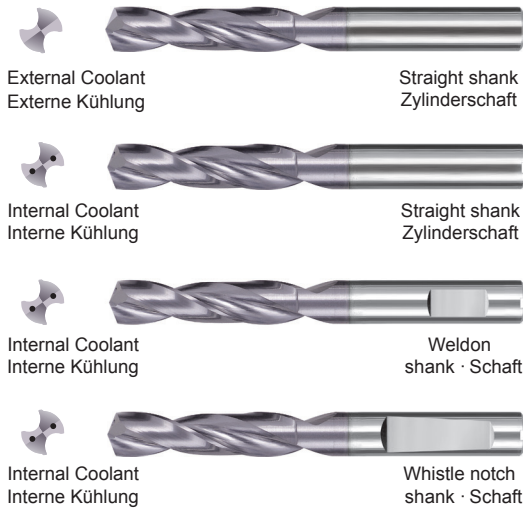 External Coolant
Externe Kühlung
Straight shank
Zylinderschaft
Internal Coolant
Interne Kühlung
Straight shank
Zylinderschaft
Internal Coolant
Interne Kühlung
Weldon
shank · Schaft
Internal Coolant
Interne Kühlung
Whistle notch
shank · Schaft